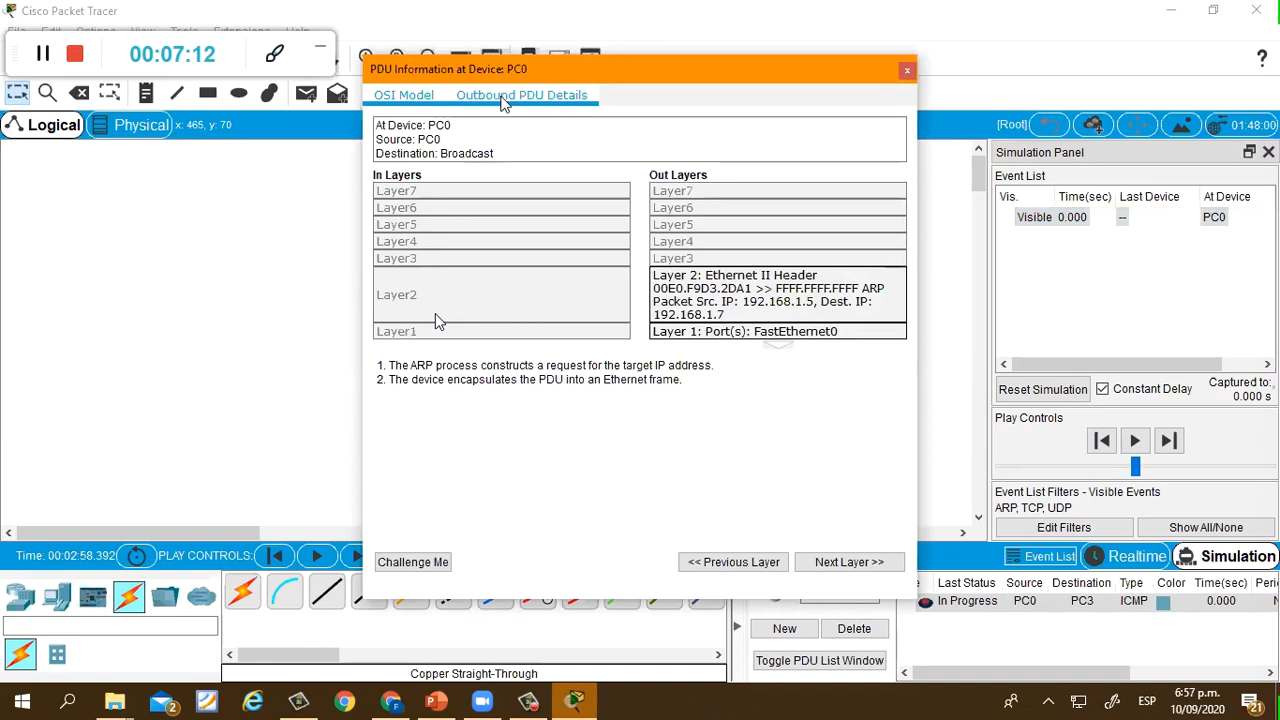 Cisco Packet Tracer
00:07:12
Logical
Physical
x: 465, y: 70
[Root]
01:48:00
PDU Information at Device: PC0
OSI Model
Outbound PDU Details
At Device: PC0
Source: PC0
Destination: Broadcast
In Layers
Layer7
Layer6
Layer5
Layer4
Layer3
Layer2
Layer1
Out Layers
Layer7
Layer6
Layer5
Layer4
Layer3
Layer 2: Ethernet II Header
00E0.F9D3.2DA1 >> FFFF.FFFF.FFFF ARP
Packet Src. IP: 192.168.1.5, Dest. IP:
192.168.1.7
Layer 1: Port(s): FastEthernet0
1. The ARP process constructs a request for the target IP address.
2. The device encapsulates the PDU into an Ethernet frame.
Challenge Me
<< Previous Layer
Next Layer >>
Simulation Panel
Event List
Vis. Time(sec) Last Device At Device
Visible 0.000 -- PC0
Reset Simulation
Constant Delay
Captured to:
0.000 s
Play Controls
Event List Filters - Visible Events
ARP, TCP, UDP
Edit Filters
Show All/None
Time: 00:02:58.392
PLAY CONTROLS:
Event List
Realtime
Simulation
Last Status Source Destination Type Color Time(sec)
In Progress PC0 PC3 ICMP 0.000
New
Delete
Toggle PDU List Window
Copper Straight-Through
2
ESP
6:57 p.m.
10/09/2020
21